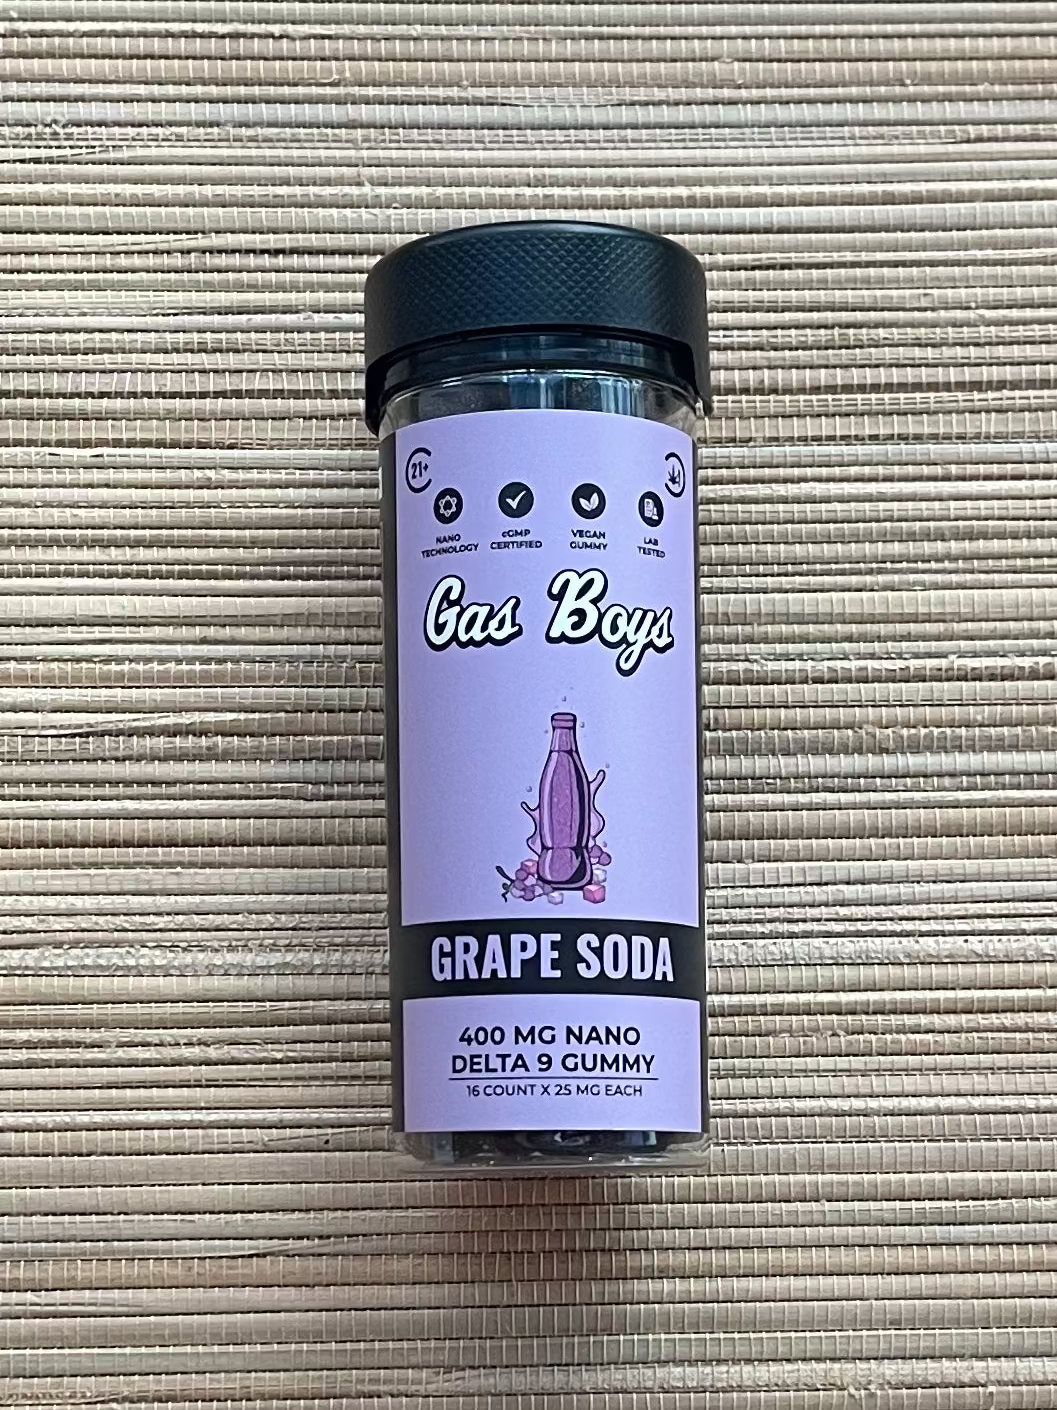 21+
NANO TECHNOLOGY
cGMP CERTIFIED
VEGAN GUMMY
LAB TESTED
Gas Boys
GRAPE SODA
400 MG NANO
DELTA 9 GUMMY
16 COUNT X 25 MG EACH